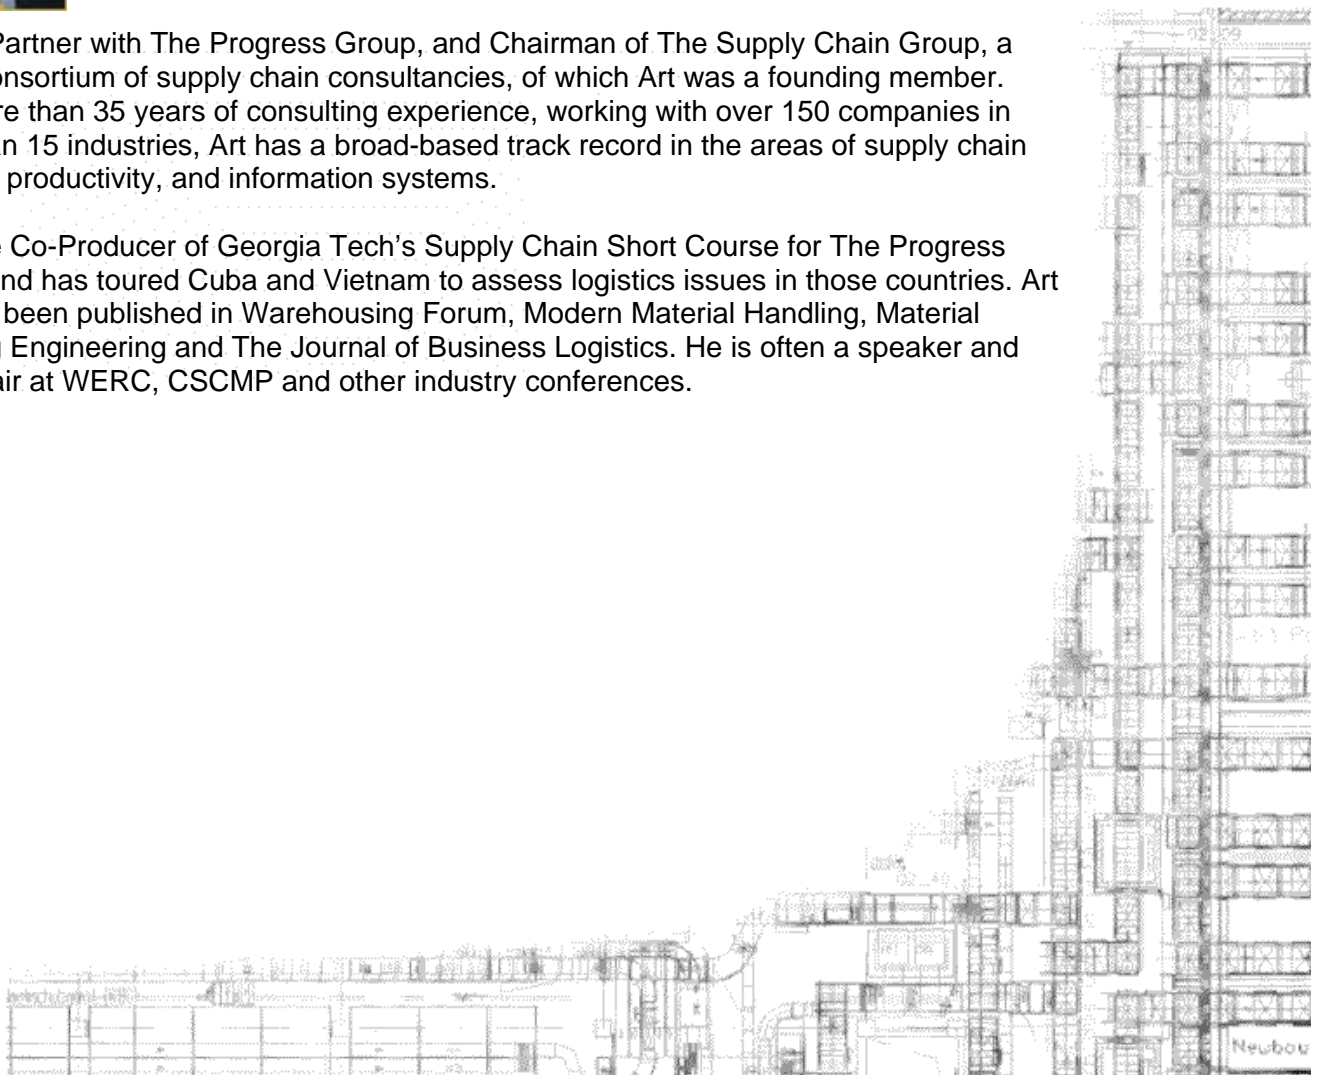 Partner with The Progress Group, and Chairman of The Supply Chain Group, a
onsortium of supply chain consultancies, of which Art was a founding member.
re than 35 years of consulting experience, working with over 150 companies in
n 15 industries, Art has a broad-based track record in the areas of supply chain
productivity, and information systems.
e Co-Producer of Georgia Tech’s Supply Chain Short Course for The Progress
nd has toured Cuba and Vietnam to assess logistics issues in those countries. Art
been published in Warehousing Forum, Modern Material Handling, Material
g Engineering and The Journal of Business Logistics. He is often a speaker and
air at WERC, CSCMP and other industry conferences.
Neubau